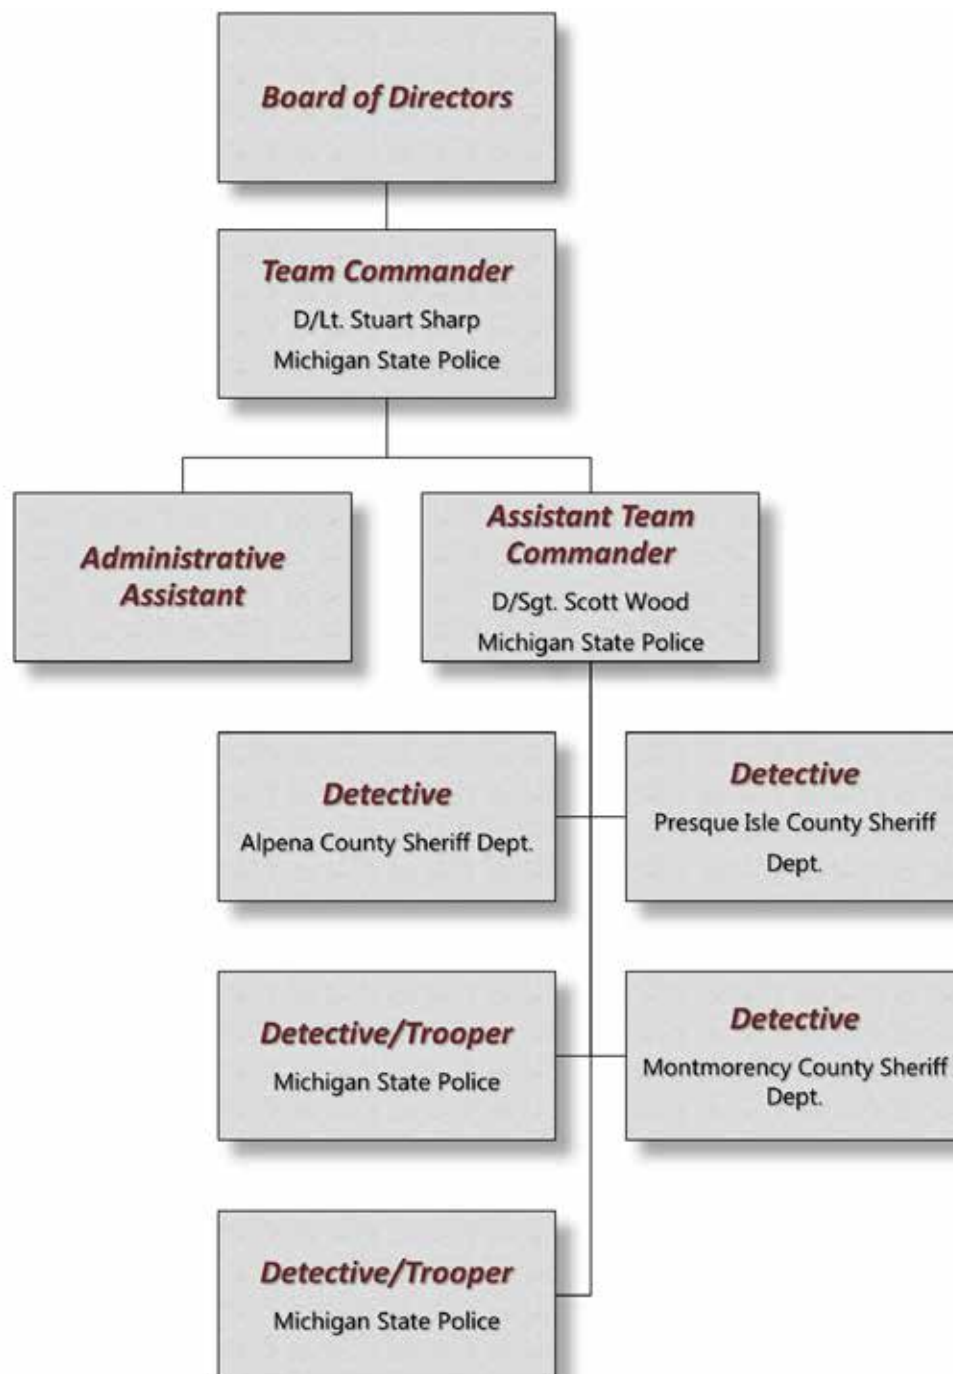 Board of Directors
Team Commander
D/Lt. Stuart Sharp
Michigan State Police
Administrative
Assistant
Assistant Team
Commander
D/Sgt. Scott Wood
Michigan State Police
Detective
Alpena County Sheriff Dept.
Detective
Presque Isle County Sheriff
Dept.
Detective/Trooper
Michigan State Police
Detective
Montmorency County Sheriff
Dept.
Detective/Trooper
Michigan State Police